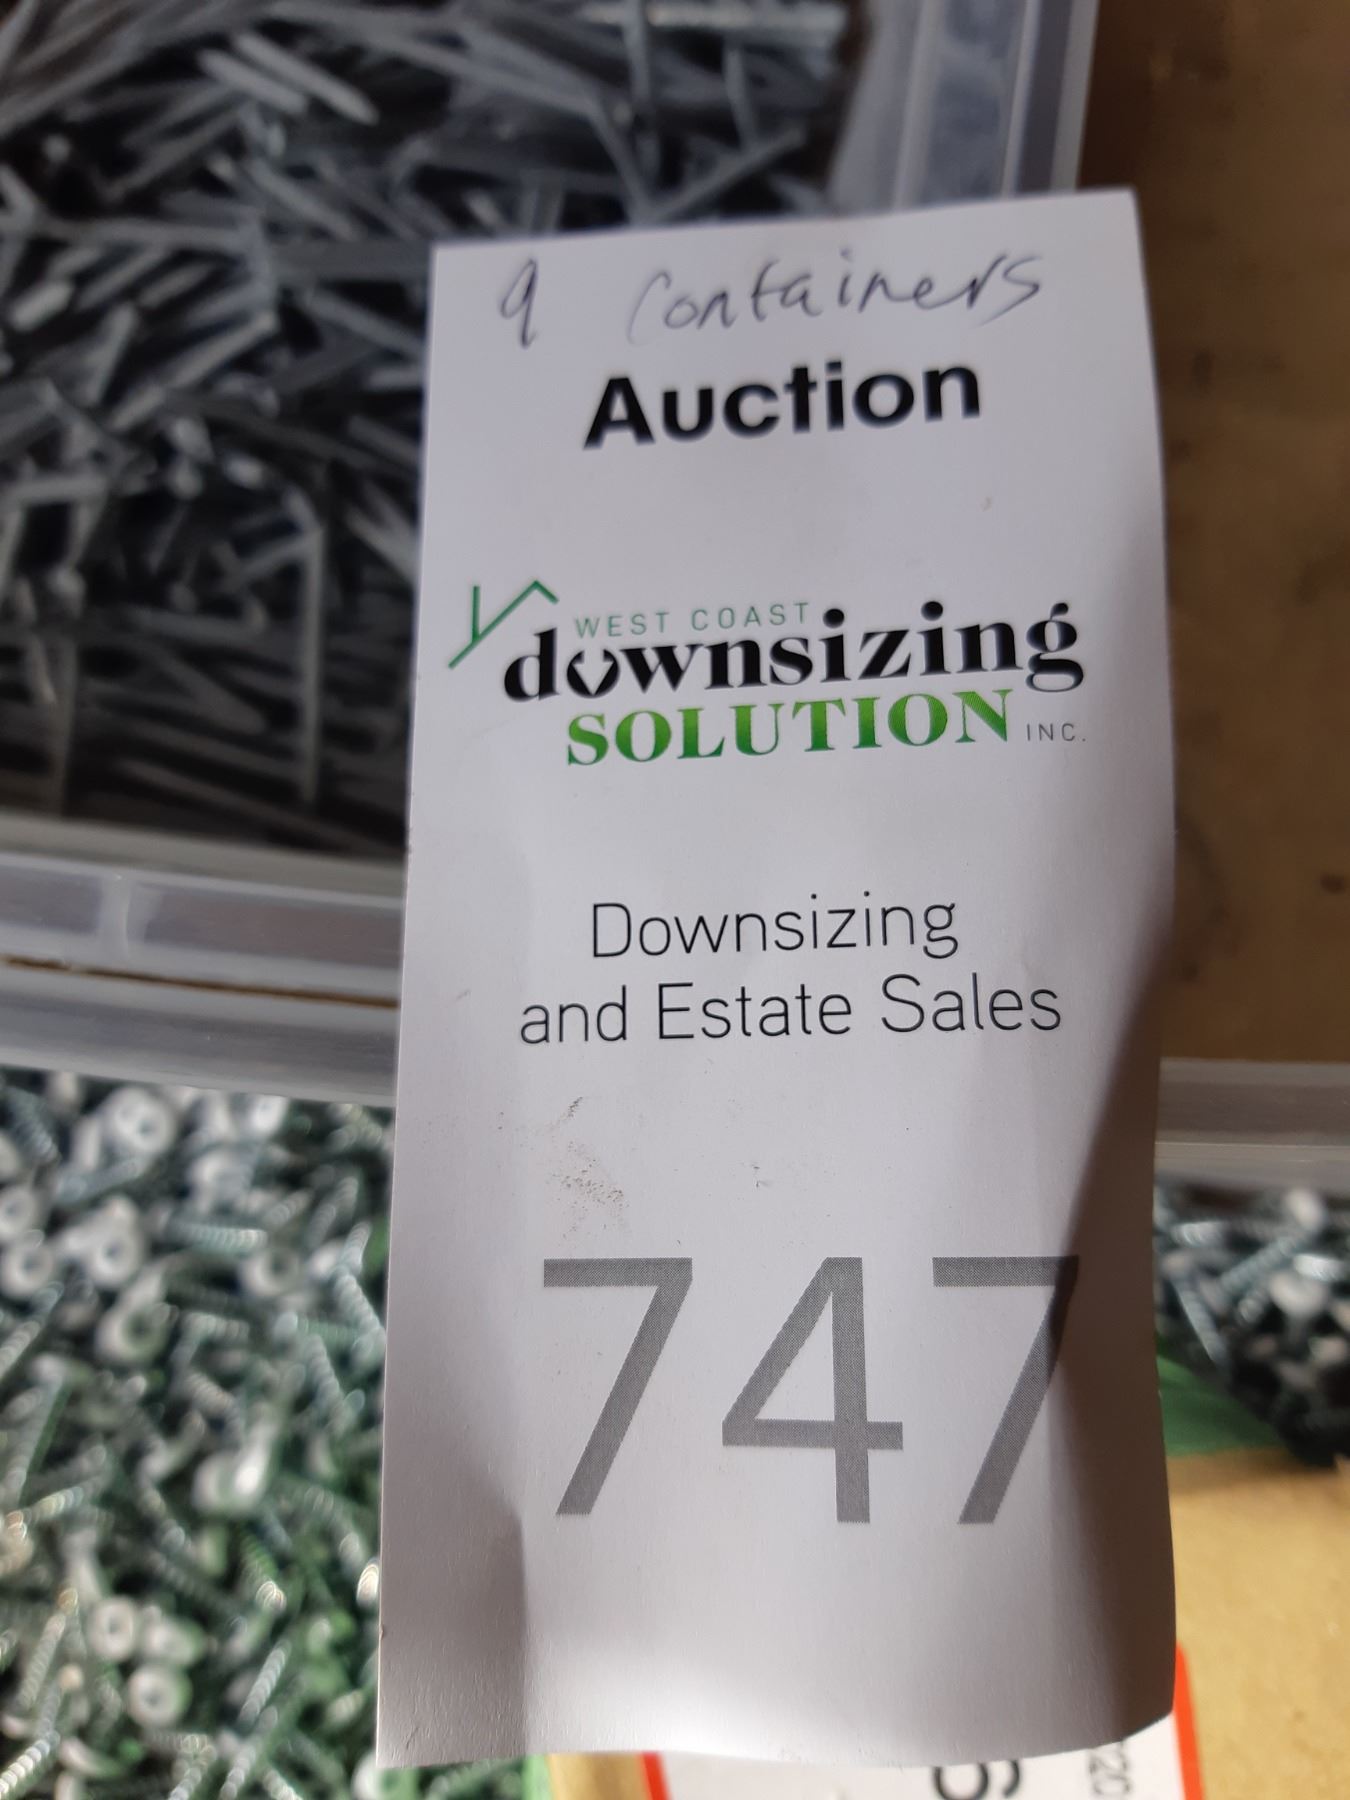 9 containers
Auction
WEST COAST
downsizing
SOLUTION INC.
Downsizing
and Estate Sales
747